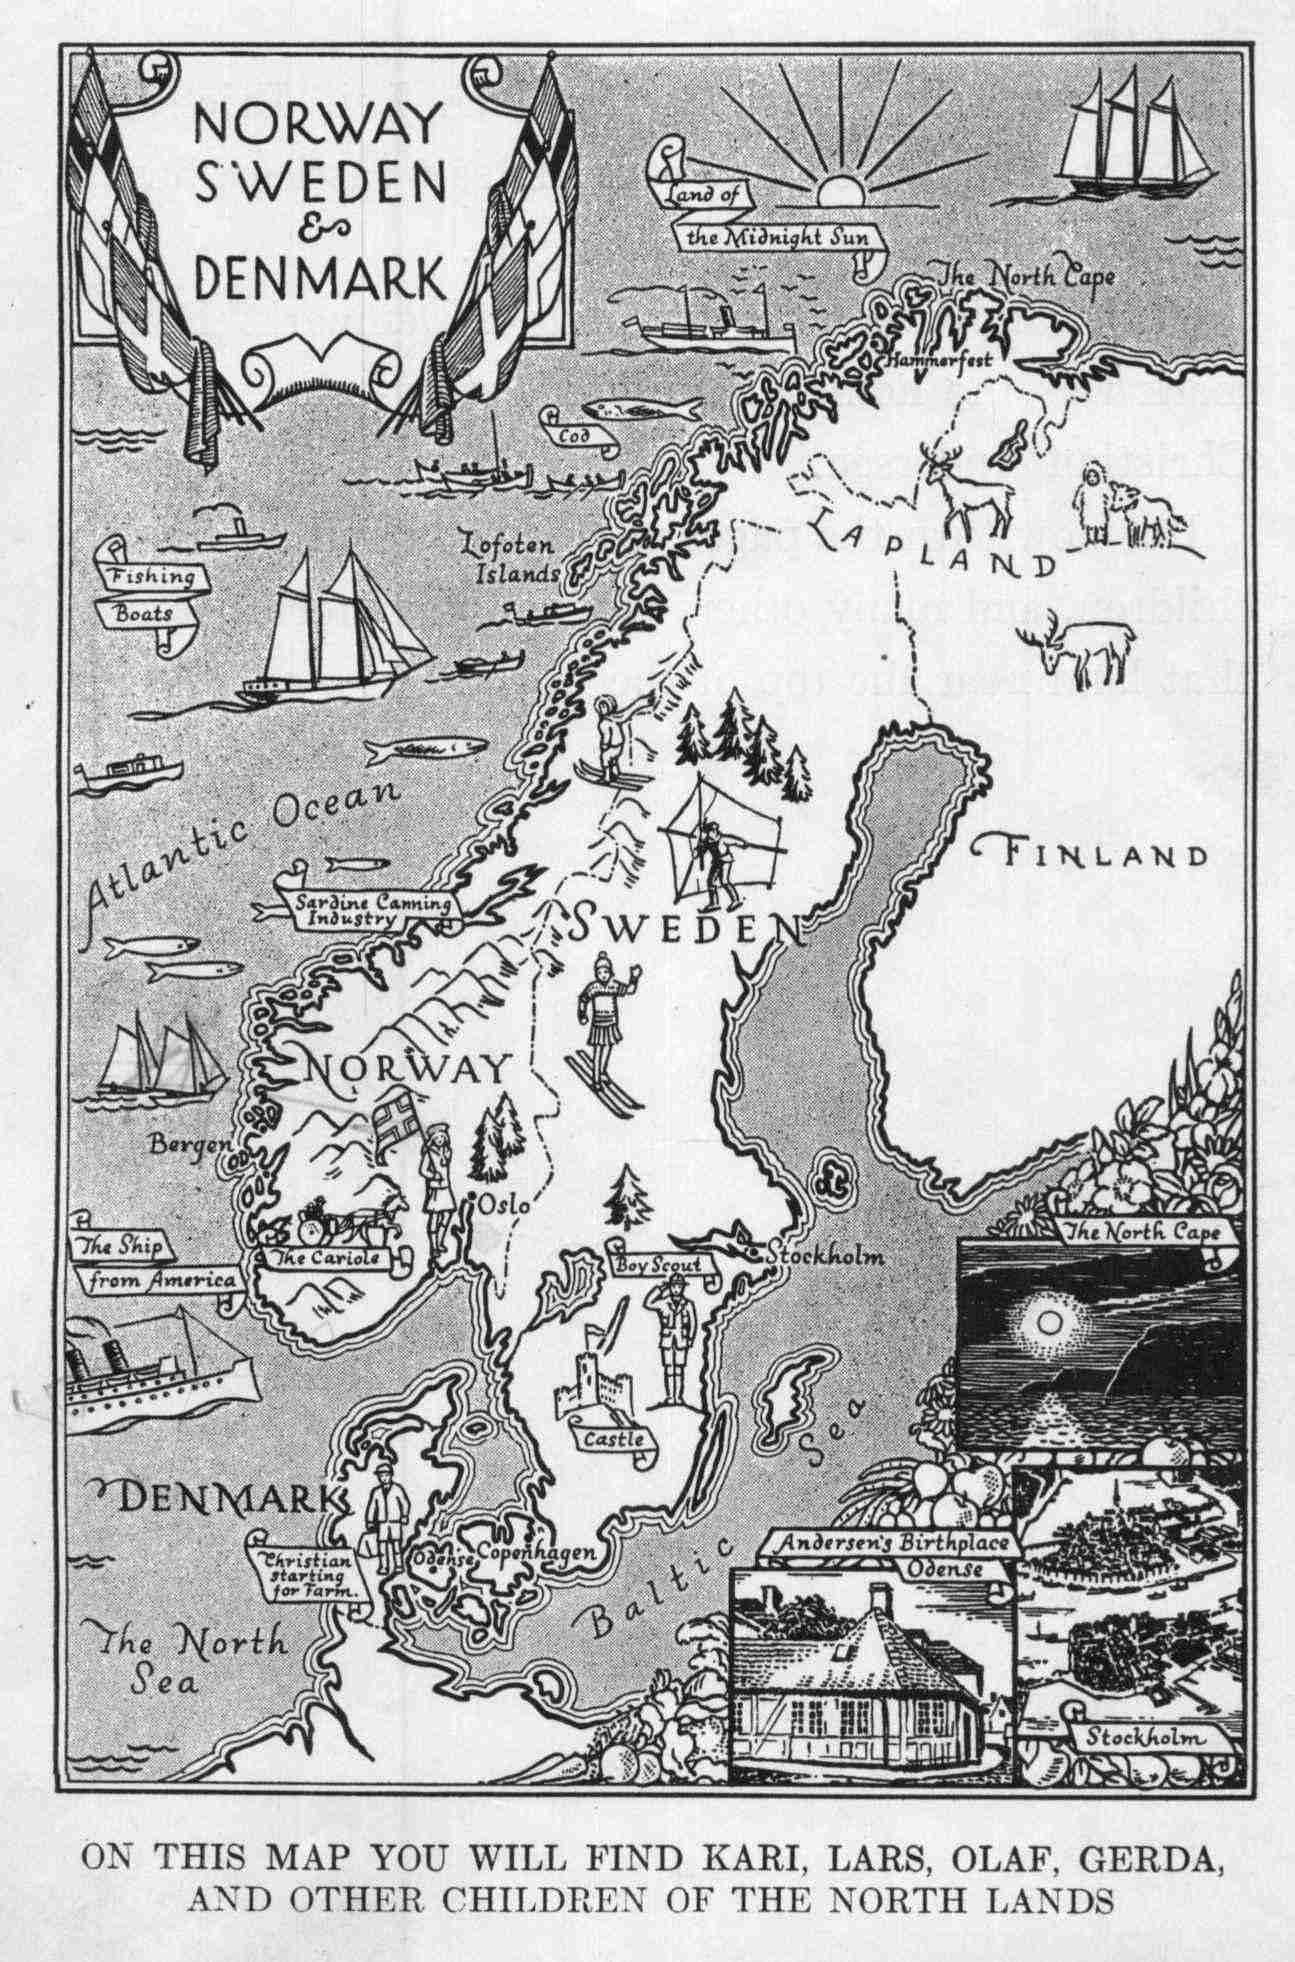 NORWAY
SWEDEN
&
DENMARK
Land of
the Midnight Sun
The North Cape
Hammerfest
Cod
Lofoten
Islands
LAPLAND
Fishing
Boats
Atlantic Ocean
FINLAND
Sardine Canning
Industry
SWEDEN
NORWAY
Bergen
Oslo
The Ship
from America
The Cariole
Boy Scout
Stockholm
The North Cape
Castle
Baltic Sea
DENMARK
Christian
starting
for Farm.
Odense
Copenhagen
Andersen's Birthplace
Odense
The North
Sea
Stockholm
ON THIS MAP YOU WILL FIND KARI, LARS, OLAF, GERDA,
AND OTHER CHILDREN OF THE NORTH LANDS